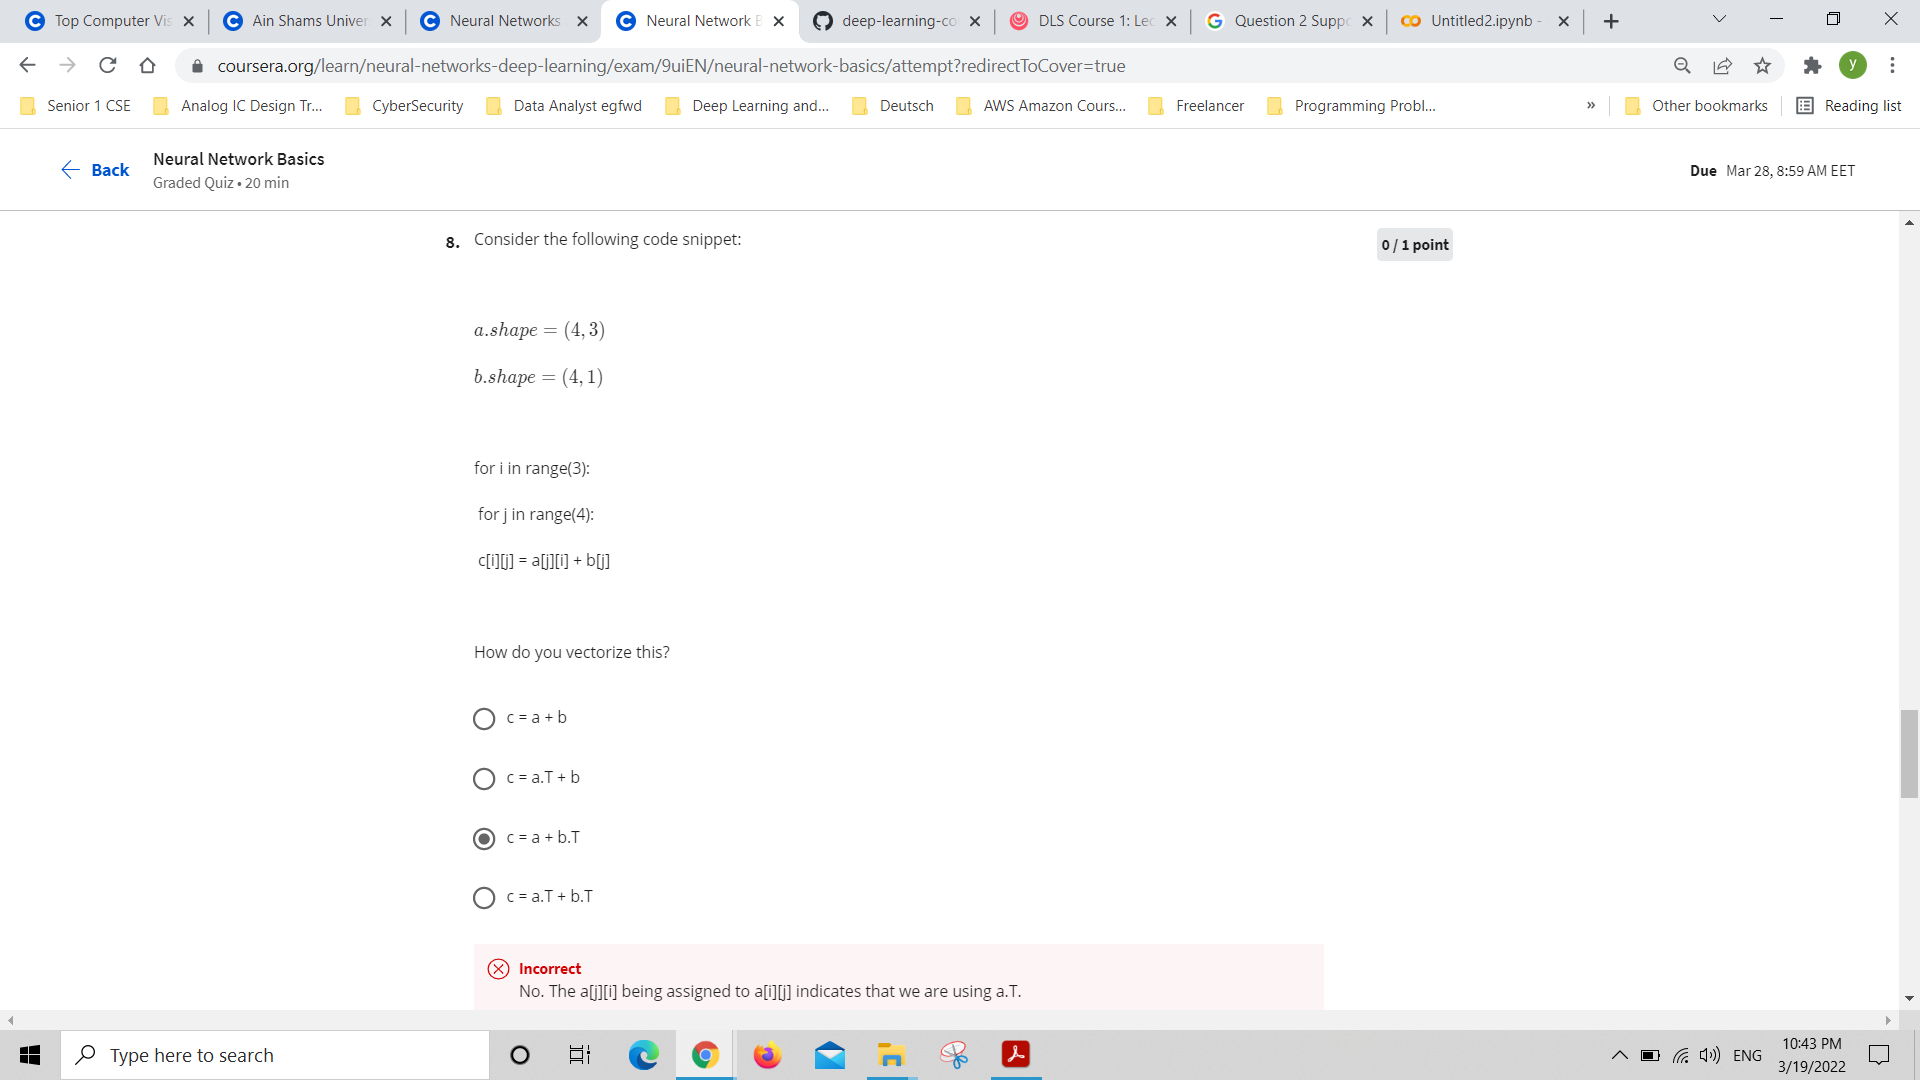 Top Computer Vis
Ain Shams Univer
Neural Networks
Neural Network B
deep-learning-co
DLS Course 1: Lec
Question 2 Suppo
Untitled2.ipynb -
coursera.org/learn/neural-networks-deep-learning/exam/9uiEN/neural-network-basics/attempt?redirectToCover=true
y
Senior 1 CSE
Analog IC Design Tr...
CyberSecurity
Data Analyst egfwd
Deep Learning and...
Deutsch
AWS Amazon Cours...
Freelancer
Programming Probl...
»
Other bookmarks
Reading list
Back
Neural Network Basics
Graded Quiz • 20 min
Due Mar 28, 8:59 AM EET
8. Consider the following code snippet:
0 / 1 point
a.shape = (4, 3)
b.shape = (4, 1)
for i in range(3):
for j in range(4):
c[i][j] = a[j][i] + b[j]
How do you vectorize this?
c = a + b
c = a.T + b
c = a + b.T
c = a.T + b.T
Incorrect
No. The a[j][i] being assigned to a[i][j] indicates that we are using a.T.
Type here to search
ENG
10:43 PM
3/19/2022